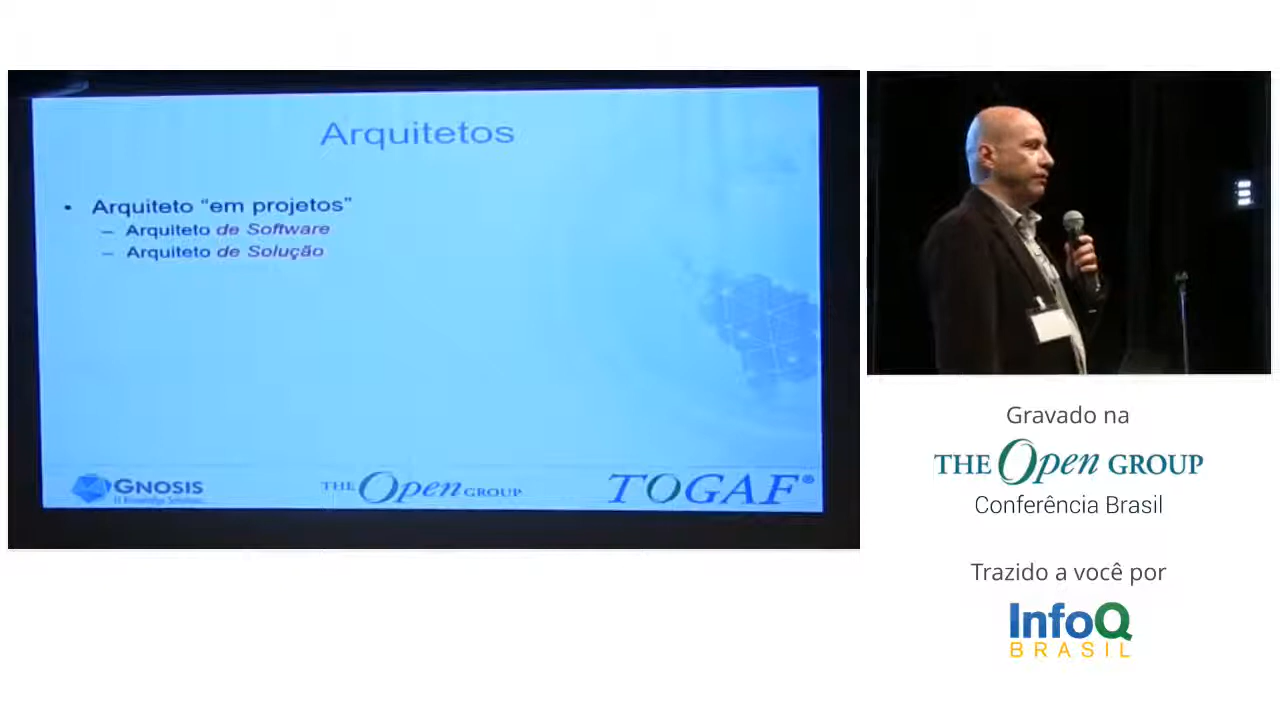 Arquitetos
• Arquiteto “em projetos”
– Arquiteto de Software
– Arquiteto de Solução
GNOSIS
THE Open GROUP
TOGAF®
Gravado na
THE Open GROUP
Conferência Brasil
Trazido a você por
InfoQ
BRASIL